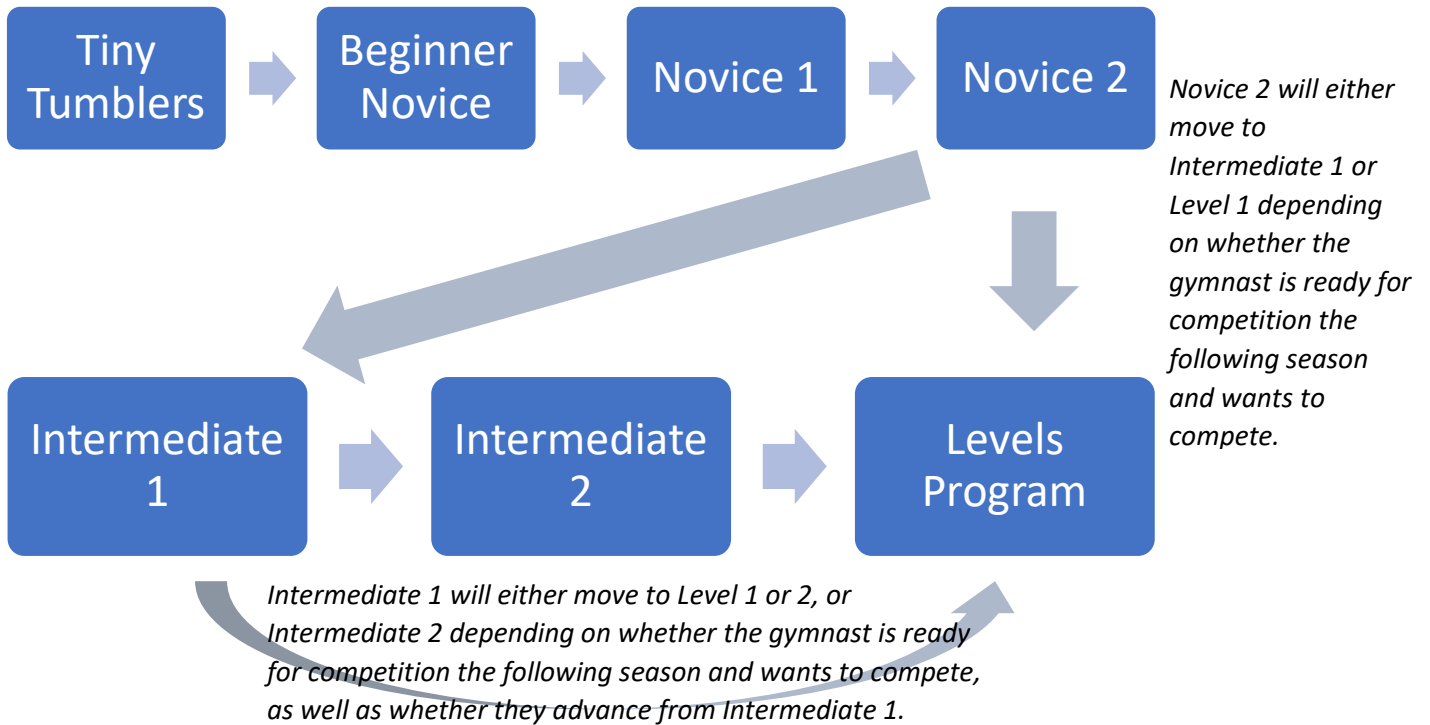 Tiny
Tumblers
Beginner
Novice
Novice 1
Novice 2
Novice 2 will either
move to
Intermediate 1 or
Level 1 depending
on whether the
gymnast is ready for
competition the
following season
and wants to
compete.
Intermediate
1
Intermediate
2
Levels
Program
Intermediate 1 will either move to Level 1 or 2, or
Intermediate 2 depending on whether the gymnast is ready
for competition the following season and wants to compete,
as well as whether they advance from Intermediate 1.